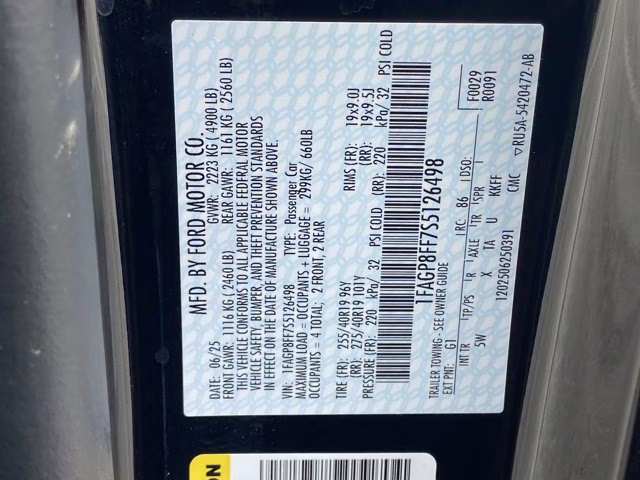 MFD. BY FORD MOTOR CO.
DATE: 06/25 GVWR: 2223 KG ( 4900 LB)
FRONT GAWR: 1116 KG ( 2460 LB) REAR GAWR: 1161 KG ( 2560 LB)
THIS VEHICLE CONFORMS TO ALL APPLICABLE FEDERAL MOTOR
VEHICLE SAFETY, BUMPER, AND THEFT PREVENTION STANDARDS
IN EFFECT ON THE DATE OF MANUFACTURE SHOWN ABOVE.
VIN: 1FAGP8FF7S5126498 TYPE: Passenger Car
MAXIMUM LOAD = OCCUPANTS + LUGGAGE = 299KG/ 660LB
OCCUPANTS = 4 TOTAL: 2 FRONT, 2 REAR
TIRE (FR): 255/40R19 96Y RIMS (FR): 19x9.0J
(RR): 275/40R19 101Y (RR): 19x9.5J
PRESSURE (FR): 220 kPa/ 32 PSI COLD (RR): 220 kPa/ 32 PSI COLD
1FAGP8FF7S5126498
TRAILER TOWING - SEE OWNER GUIDE F0029
EXT PNT: G1 RC: 86 DSO: R0091
INT TR TP/PS R AXLE TR SPR
5W X TA U KKFF
1202506250391 CMC ▽RU5A-5420472-AB
ON